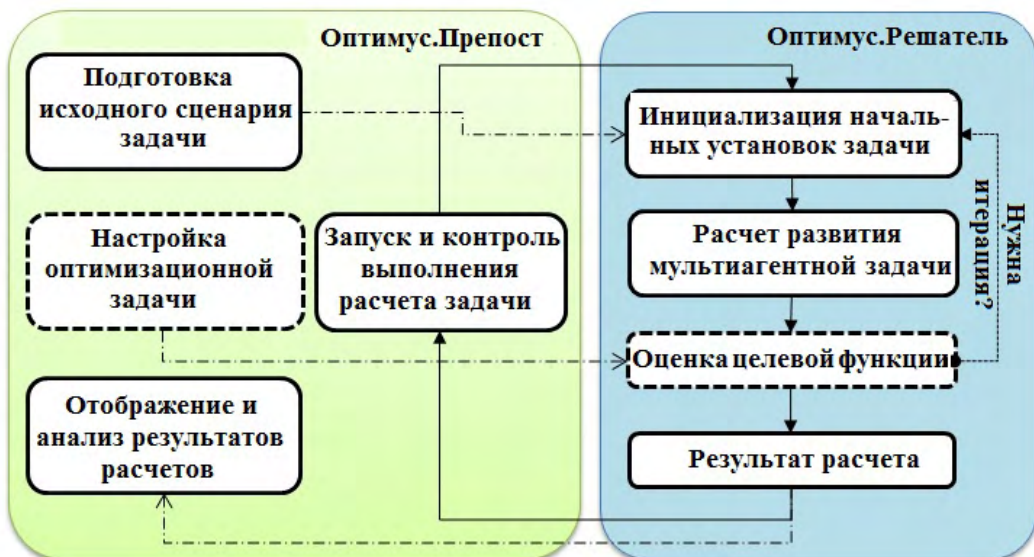 Оптимус.Препост
Подготовка
исходного сценария
задачи
Настройка
оптимизационной
задачи
Запуск и контроль
выполнения
расчета задачи
Отображение и
анализ результатов
расчетов
Оптимус.Решатель
Инициализация началь-
ных установок задачи
Расчет развития
мультиагентной задачи
Оценка целевой функции
Результат расчета
Нужна
итерация?